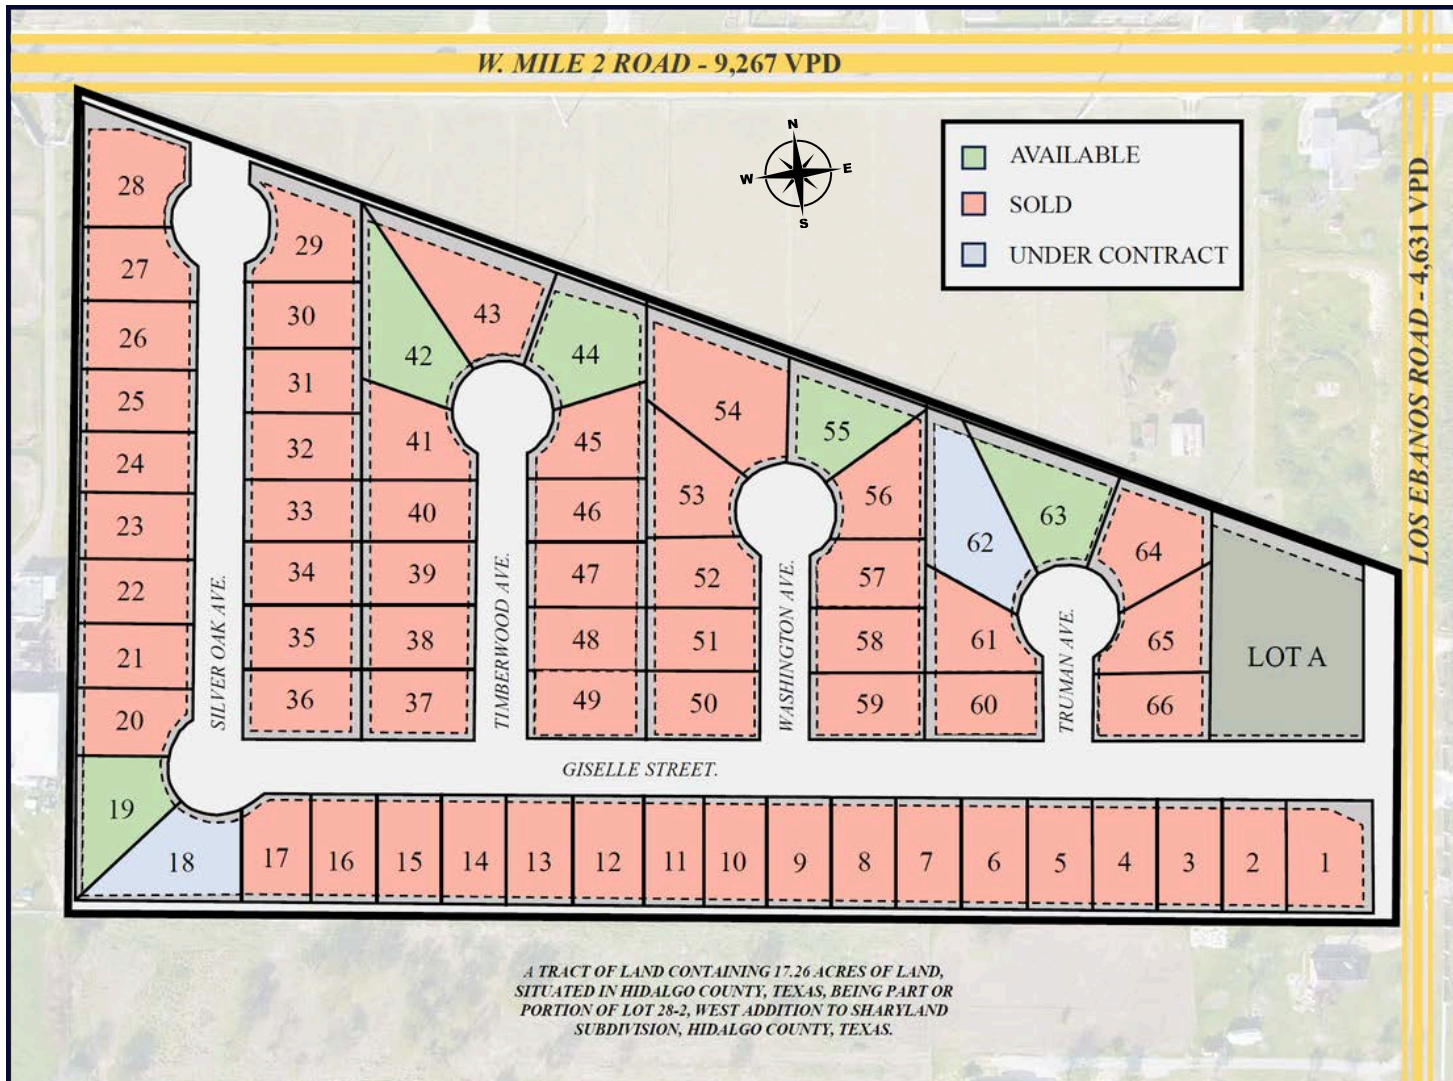 W. MILE 2 ROAD - 9,267 VPD
N
W E
S
AVAILABLE
SOLD
UNDER CONTRACT
LOS EBANOS ROAD - 4,631 VPD
28
27
26
25
24
23
22
21
20
19
18
SILVER OAK AVE.
29
30
31
32
33
34
35
36
43
42
44
41
40
39
38
37
TIMBERWOOD AVE.
45
46
47
48
49
54
53
52
51
50
WASHINGTON AVE.
55
56
57
58
59
62
61
60
TRUMAN AVE.
63
64
65
66
LOT A
GISELLE STREET.
17 16 15 14 13 12 11 10 9 8 7 6 5 4 3 2 1
A TRACT OF LAND CONTAINING 17.26 ACRES OF LAND,
SITUATED IN HIDALGO COUNTY, TEXAS, BEING PART OR
PORTION OF LOT 28-2, WEST ADDITION TO SHARYLAND
SUBDIVISION, HIDALGO COUNTY, TEXAS.